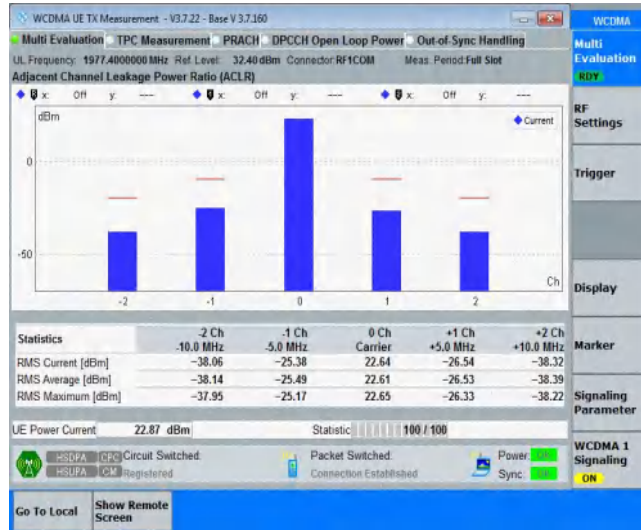 WCDMA UE TX Measurement - V3.7.22 - Base V 3.7.160
WCDMA
Multi Evaluation TPC Measurement PRACH DPCCH Open Loop Power Out-of-Sync Handling
Multi Evaluation
RDY
UL Frequency: 1977.4000000 MHz Ref. Level: 32.40 dBm Connector: RF1COM Meas. Period: Full Slot
Adjacent Channel Leakage Power Ratio (ACLR)
x: Off y: --- x: Off y: --- x: Off y: ---
dBm
Current
RF Settings
0
Trigger
-50
Ch
Display
-2 -1 0 1 2
Statistics -2 Ch -1 Ch 0 Ch +1 Ch +2 Ch
-10.0 MHz -5.0 MHz Carrier +5.0 MHz +10.0 MHz
Marker
RMS Current [dBm] -38.06 -25.38 22.64 -26.54 -38.32
RMS Average [dBm] -38.14 -25.49 22.61 -26.53 -38.39
RMS Maximum [dBm] -37.95 -25.17 22.65 -26.33 -38.22
Signaling Parameter
UE Power Current 22.87 dBm Statistic 100 / 100
HSDPA CPC Circuit Switched: Packet Switched: Power:
HSUPA CM Registered Connection Established Sync:
WCDMA 1 Signaling
ON
Go To Local
Show Remote Screen